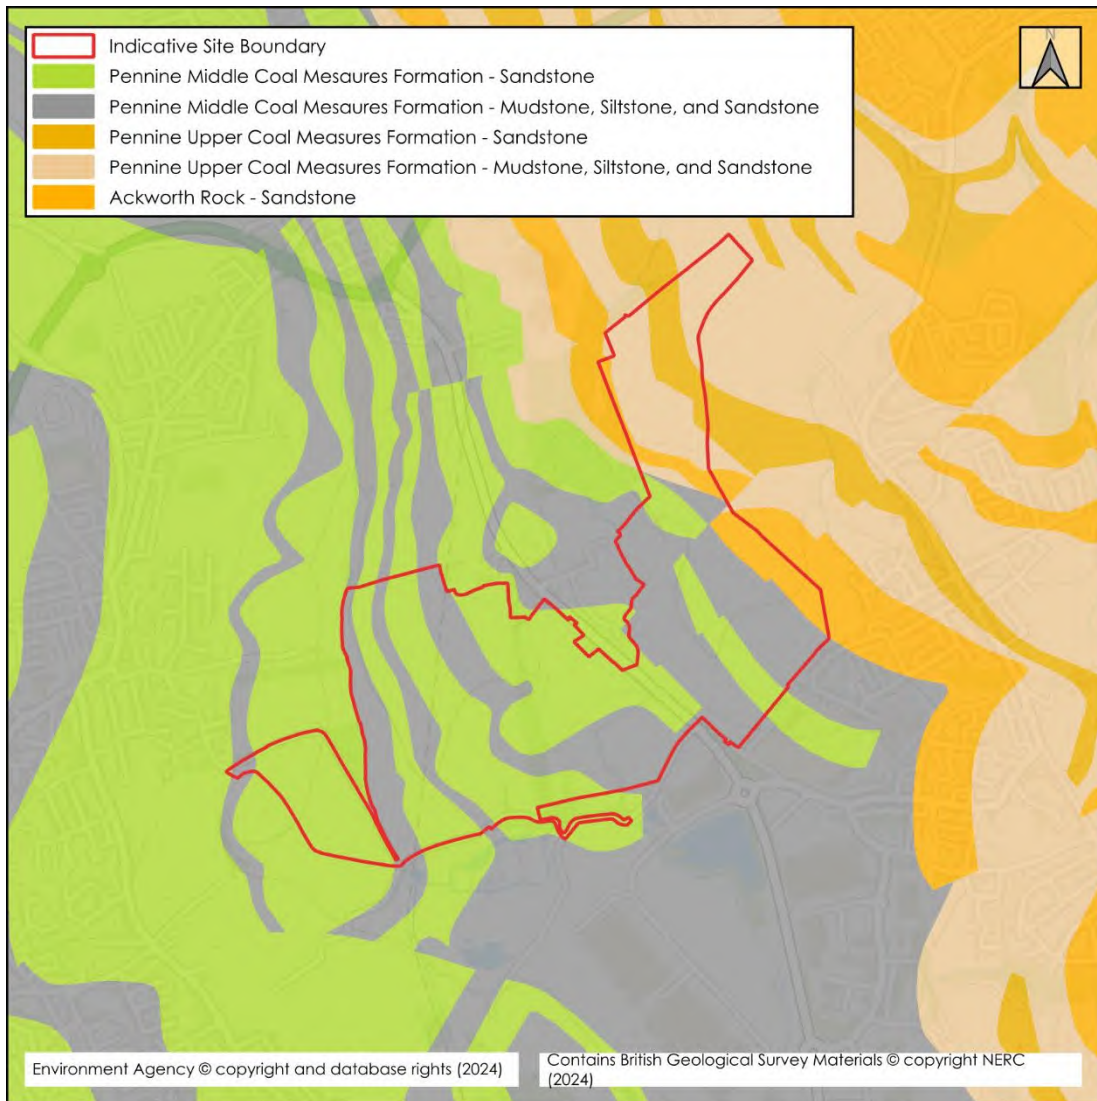 Indicative Site Boundary
Pennine Middle Coal Mesaures Formation - Sandstone
Pennine Middle Coal Mesaures Formation - Mudstone, Siltstone, and Sandstone
Pennine Upper Coal Measures Formation - Sandstone
Pennine Upper Coal Measures Formation - Mudstone, Siltstone, and Sandstone
Ackworth Rock - Sandstone
N
Environment Agency © copyright and database rights (2024)
Contains British Geological Survey Materials © copyright NERC
(2024)